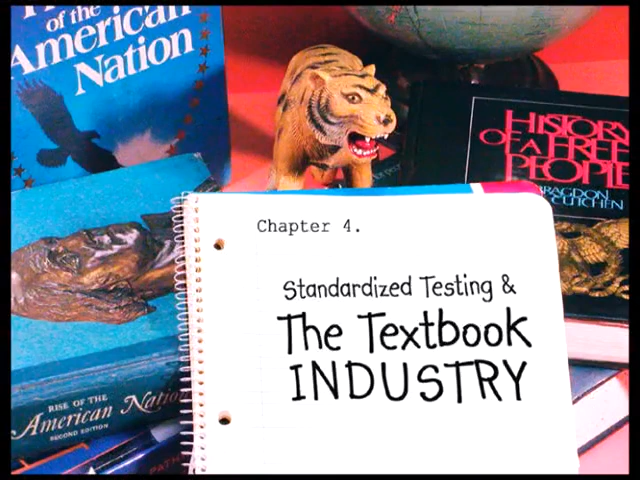 of the
American
Nation
HISTORY
OF A FREE
PEOPLE
BRAGDON
CUTCHEN
Chapter 4.
Standardized Testing &
The Textbook
INDUSTRY
RISE OF THE
American Nation
SECOND EDITION